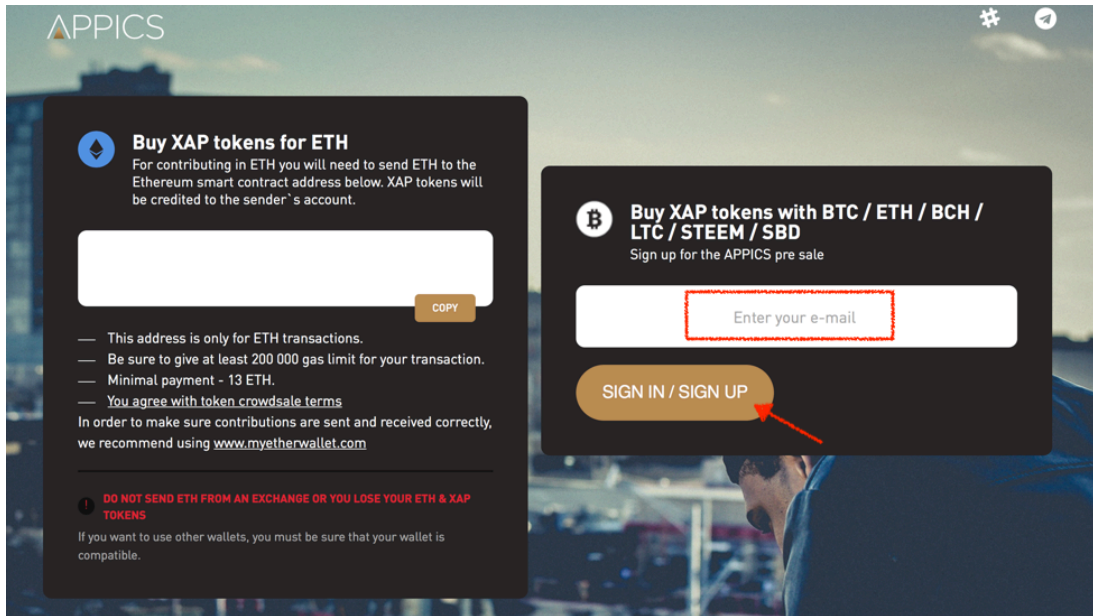 APPICS
Buy XAP tokens for ETH
For contributing in ETH you will need to send ETH to the
Ethereum smart contract address below. XAP tokens will
be credited to the sender`s account.
COPY
— This address is only for ETH transactions.
— Be sure to give at least 200 000 gas limit for your transaction.
— Minimal payment - 13 ETH.
— You agree with token crowdsale terms
In order to make sure contributions are sent and received correctly,
we recommend using www.myetherwallet.com
! DO NOT SEND ETH FROM AN EXCHANGE OR YOU LOSE YOUR ETH & XAP
TOKENS
If you want to use other wallets, you must be sure that your wallet is
compatible.
Buy XAP tokens with BTC / ETH / BCH /
LTC / STEEM / SBD
Sign up for the APPICS pre sale
Enter your e-mail
SIGN IN / SIGN UP